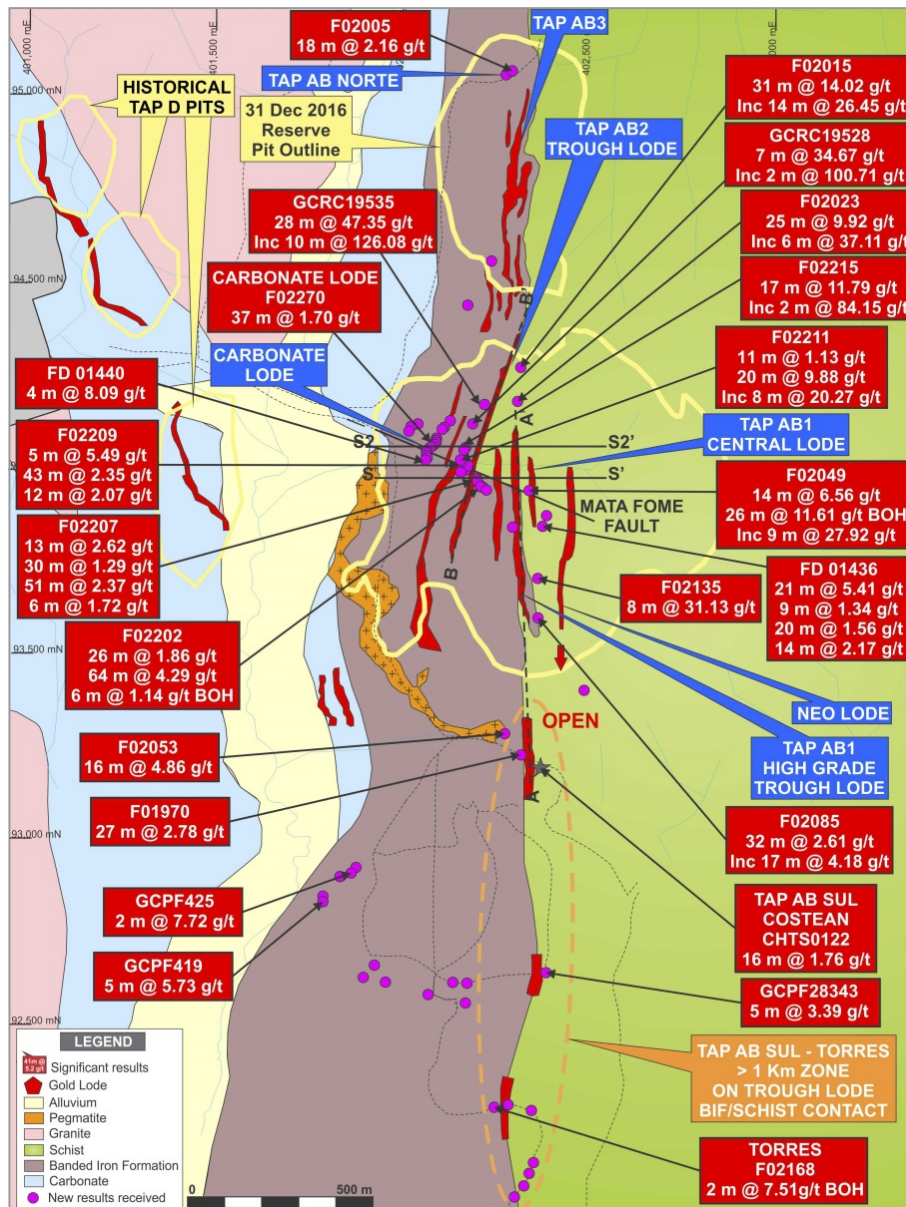 401,000 mE
401,500 mE
402,500 mE
95,000 mN
94,500 mN
93,500 mN
93,000 mN
92,500 mN
F02005
18 m @ 2.16 g/t
TAP AB3
TAP AB NORTE
HISTORICAL
TAP D PITS
31 Dec 2016
Reserve
Pit Outline
TAP AB2
TROUGH LODE
F02015
31 m @ 14.02 g/t
Inc 14 m @ 26.45 g/t
GCRC19528
7 m @ 34.67 g/t
Inc 2 m @ 100.71 g/t
GCRC19535
28 m @ 47.35 g/t
Inc 10 m @ 126.08 g/t
F02023
25 m @ 9.92 g/t
Inc 6 m @ 37.11 g/t
CARBONATE LODE
F02270
37 m @ 1.70 g/t
F02215
17 m @ 11.79 g/t
Inc 2 m @ 84.15 g/t
CARBONATE
LODE
F02211
11 m @ 1.13 g/t
20 m @ 9.88 g/t
Inc 8 m @ 20.27 g/t
FD 01440
4 m @ 8.09 g/t
B'
A'
S2
S2'
S
S'
TAP AB1
CENTRAL LODE
F02209
5 m @ 5.49 g/t
43 m @ 2.35 g/t
12 m @ 2.07 g/t
MATA FOME
FAULT
F02049
14 m @ 6.56 g/t
26 m @ 11.61 g/t BOH
Inc 9 m @ 27.92 g/t
F02207
13 m @ 2.62 g/t
30 m @ 1.29 g/t
51 m @ 2.37 g/t
6 m @ 1.72 g/t
B
F02135
8 m @ 31.13 g/t
FD 01436
21 m @ 5.41 g/t
9 m @ 1.34 g/t
20 m @ 1.56 g/t
14 m @ 2.17 g/t
F02202
26 m @ 1.86 g/t
64 m @ 4.29 g/t
6 m @ 1.14 g/t BOH
OPEN
NEO LODE
F02053
16 m @ 4.86 g/t
TAP AB1
HIGH GRADE
TROUGH LODE
A
F01970
27 m @ 2.78 g/t
F02085
32 m @ 2.61 g/t
Inc 17 m @ 4.18 g/t
GCPF425
2 m @ 7.72 g/t
TAP AB SUL
COSTEAN
CHTS0122
16 m @ 1.76 g/t
GCPF419
5 m @ 5.73 g/t
GCPF28343
5 m @ 3.39 g/t
TAP AB SUL - TORRES
> 1 Km ZONE
ON TROUGH LODE
BIF/SCHIST CONTACT
TORRES
F02168
2 m @ 7.51g/t BOH
LEGEND
41m @
5.2 g/t
Significant results
Gold Lode
Alluvium
Pegmatite
Granite
Schist
Banded Iron Formation
Carbonate
New results received
0
500 m